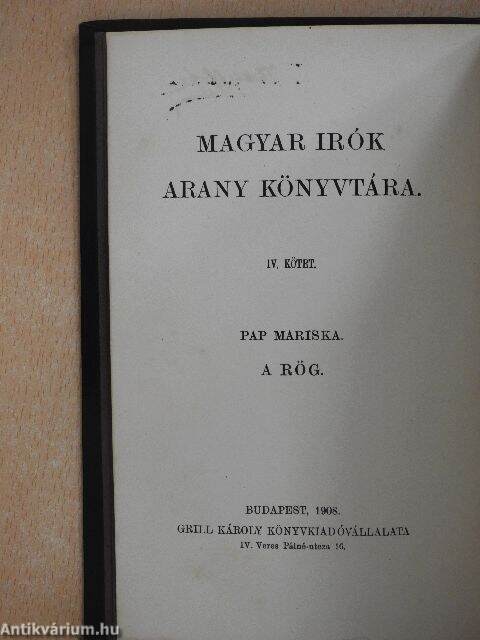 MAGYAR IRÓK
ARANY KÖNYVTÁRA.
IV. KÖTET.
PAP MARISKA.
A RÖG.
BUDAPEST, 1908.
GRILL KÁROLY KÖNYVKIADÓVÁLLALATA
IV. Veres Pálné-utcza 16.
Antikvárium.hu